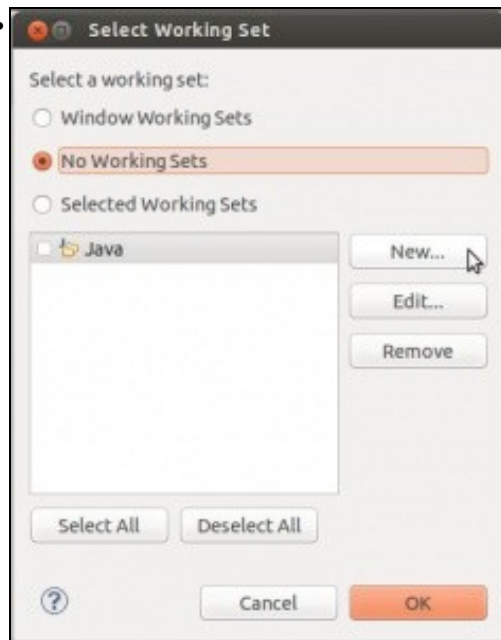 Select Working Set
Select a working set:
Window Working Sets
No Working Sets
Selected Working Sets
Java
New...
Edit...
Remove
Select All
Deselect All
?
Cancel
OK